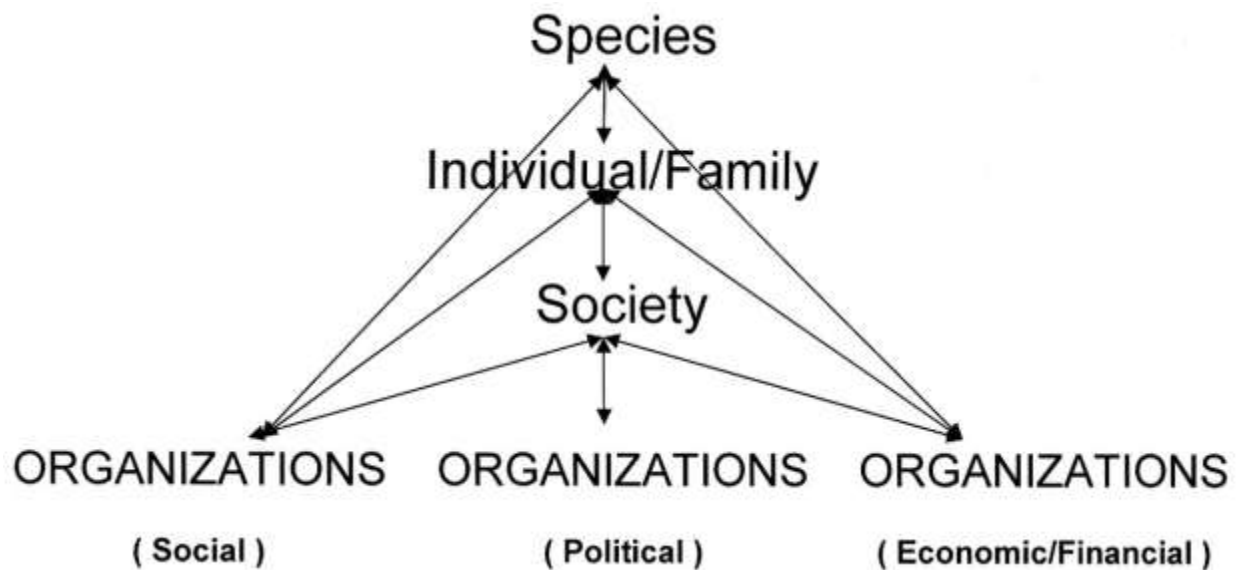 Species
Individual/Family
Society
ORGANIZATIONS ORGANIZATIONS ORGANIZATIONS
( Social ) ( Political ) ( Economic/Financial )